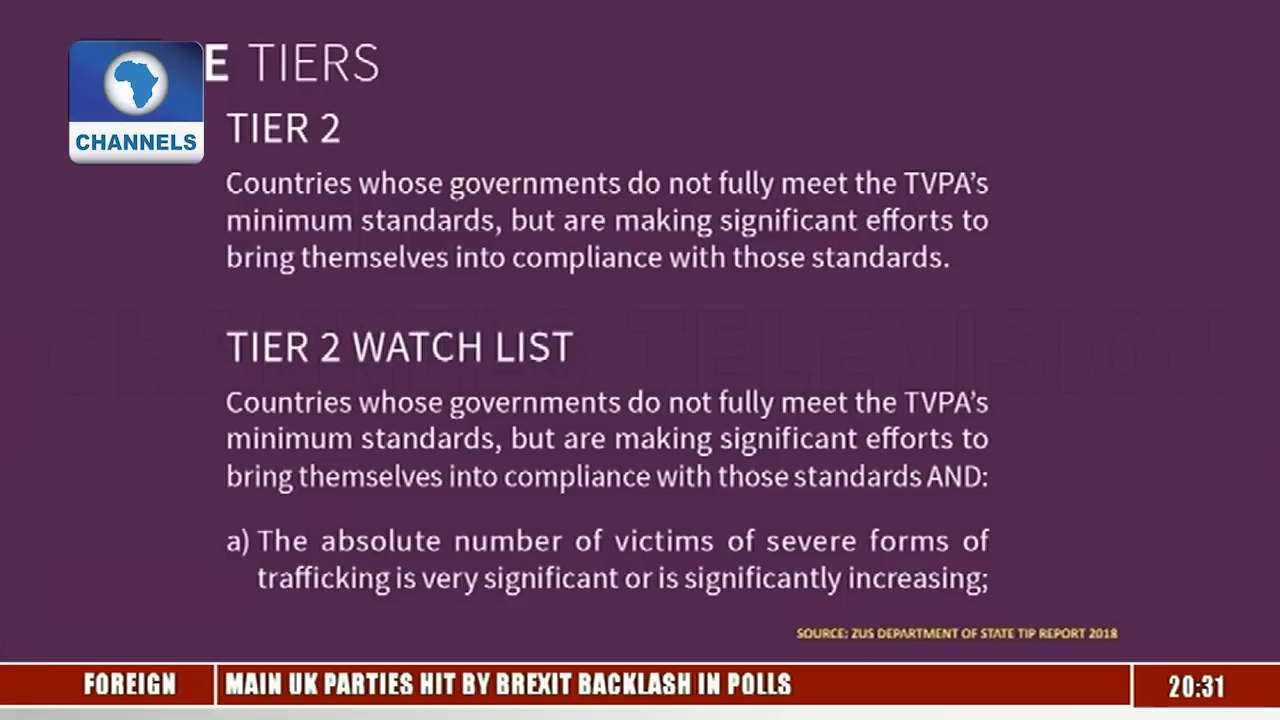 E TIERS
CHANNELS
TIER 2
Countries whose governments do not fully meet the TVPA's
minimum standards, but are making significant efforts to
bring themselves into compliance with those standards.
CHANNELS TELEVISION
TIER 2 WATCH LIST
Countries whose governments do not fully meet the TVPA's
minimum standards, but are making significant efforts to
bring themselves into compliance with those standards AND:
a) The absolute number of victims of severe forms of
trafficking is very significant or is significantly increasing;
SOURCE: ZUS DEPARTMENT OF STATE TIP REPORT 2018
FOREIGN MAIN UK PARTIES HIT BY BREXIT BACKLASH IN POLLS 20:31